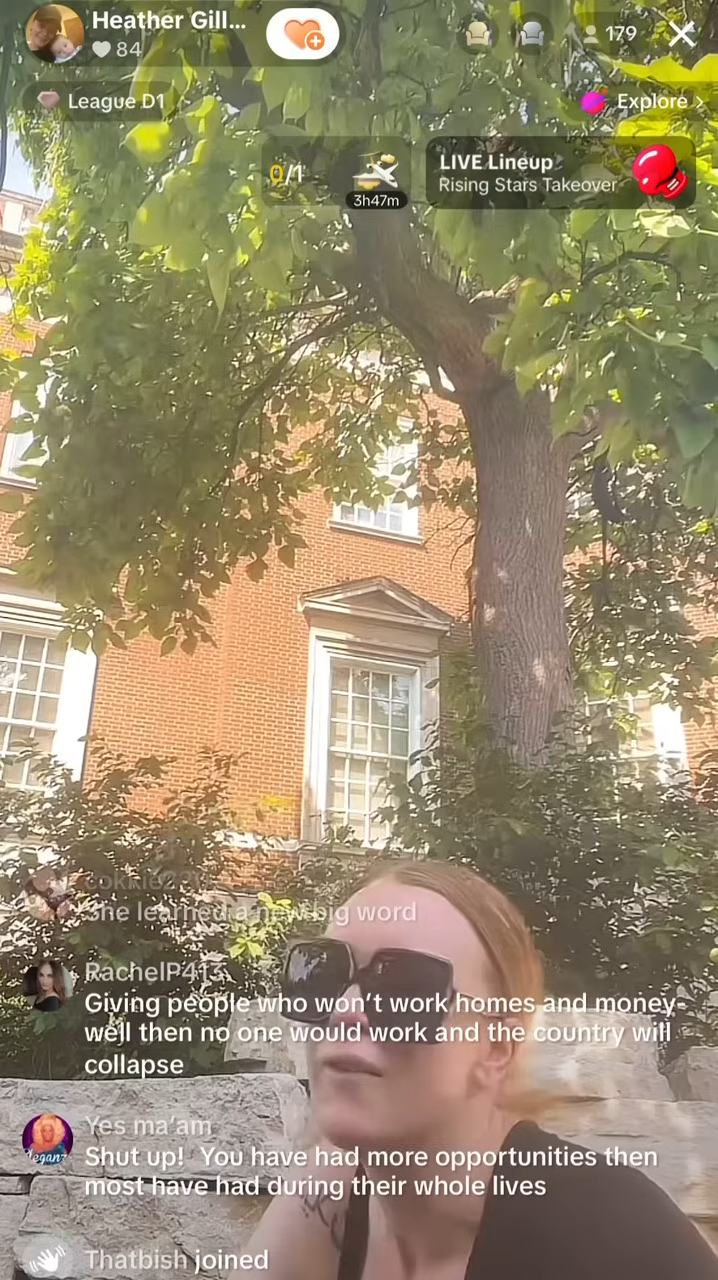 Heather Gill...
84
179
League D1
Explore >
0/1
3h47m
LIVE Lineup
Rising Stars Takeover
She learned a new big word
RachelP413
Giving people who won't work homes and money-
well then no one would work and the country will
collapse
Yes ma'am
Shut up! You have had more opportunities then
most have had during their whole lives
Thatbish joined